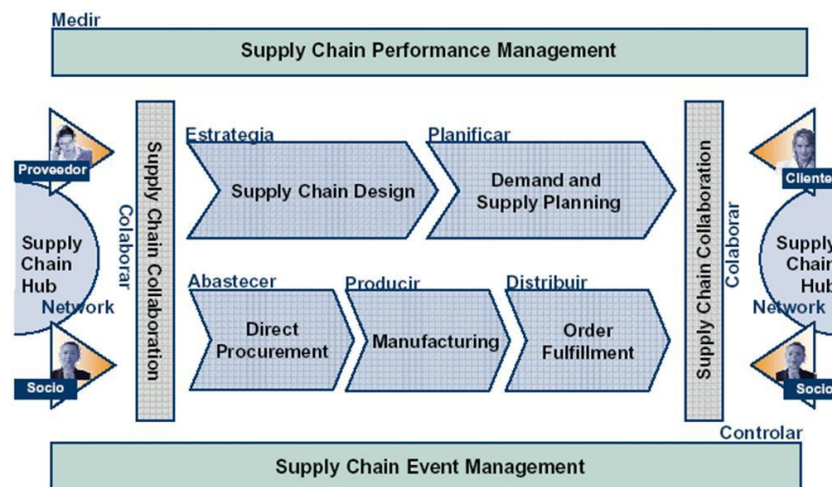 Medir
Supply Chain Performance Management
Proveedor
Supply
Chain
Hub
Network
Socio
Colaborar
Supply Chain Collaboration
Estrategia
Supply Chain Design
Planificar
Demand and
Supply Planning
Abastecer
Direct
Procurement
Producir
Manufacturing
Distribuir
Order
Fulfillment
Supply Chain Collaboration
Colaborar
Cliente
Supply
Chain
Hub
Network
Socio
Controlar
Supply Chain Event Management